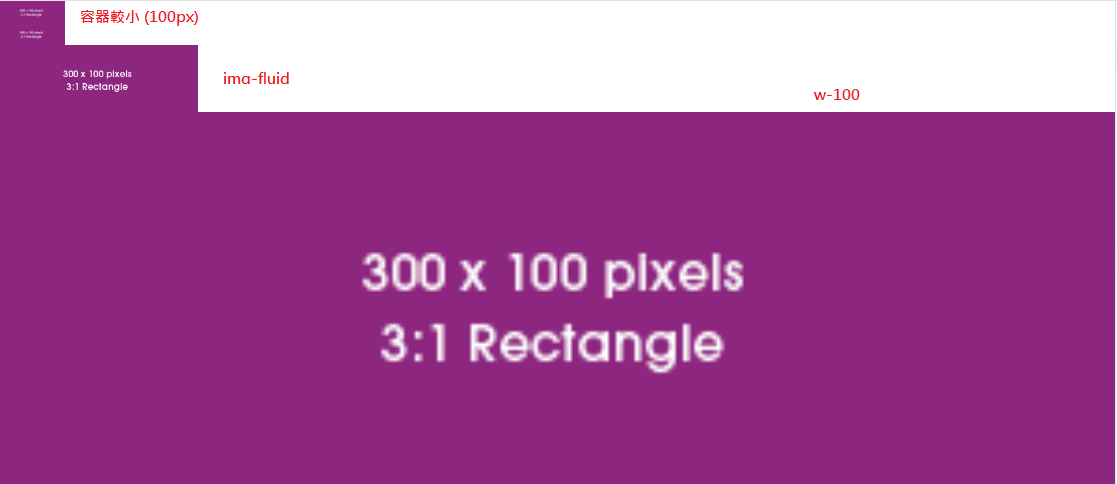 300 x 100 pixels
3:1 Rectangle
容器較小 (100px)
300 x 100 pixels
3:1 Rectangle
300 x 100 pixels
3:1 Rectangle
ima-fluid
w-100
300 x 100 pixels
3:1 Rectangle